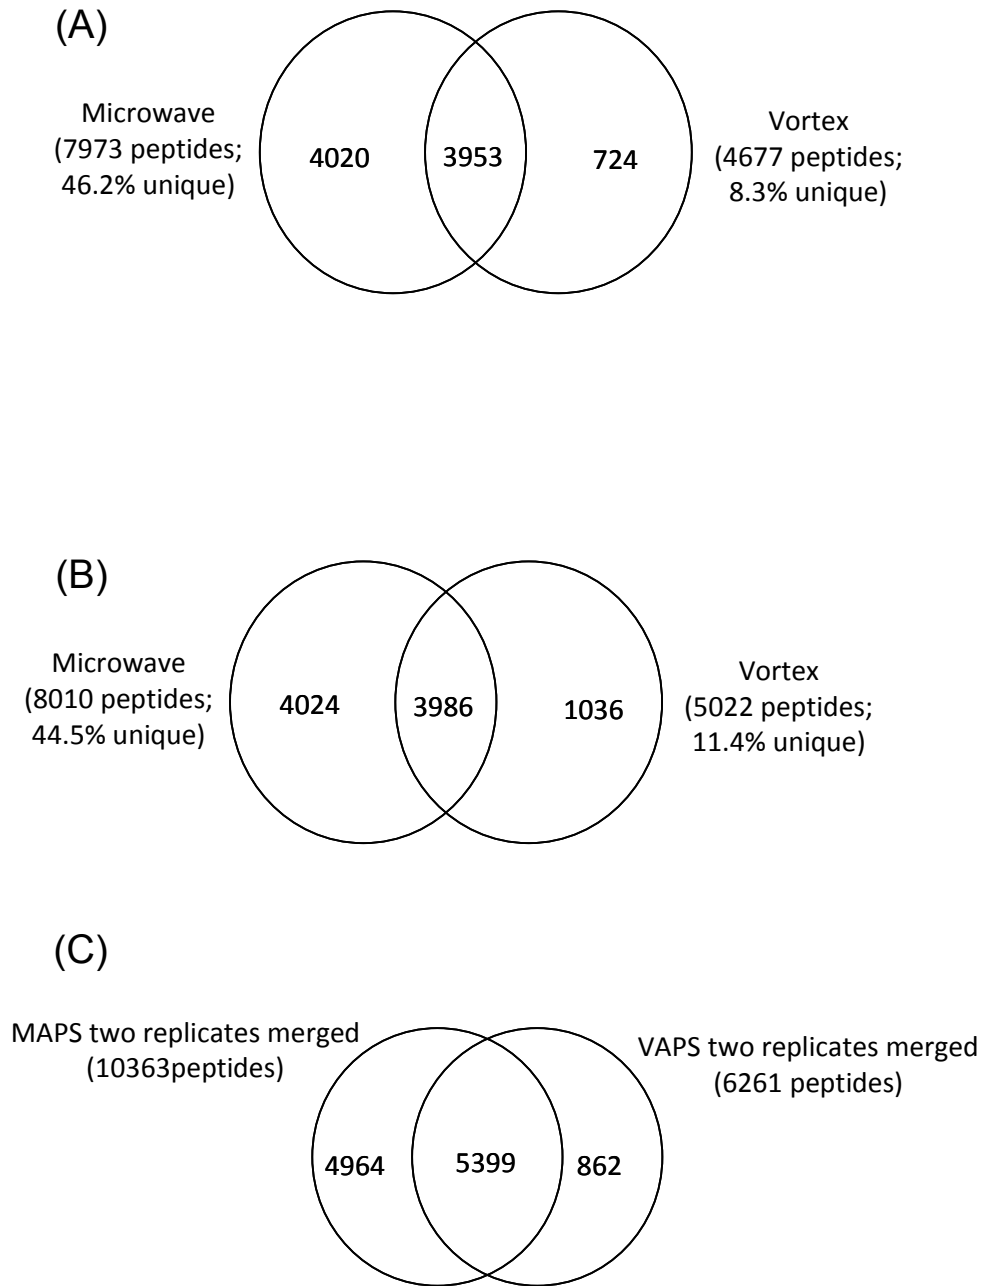 (A)
Microwave
(7973 peptides;
46.2% unique)
4020
3953
724
Vortex
(4677 peptides;
8.3% unique)
(B)
Microwave
(8010 peptides;
44.5% unique)
4024
3986
1036
Vortex
(5022 peptides;
11.4% unique)
(C)
MAPS two replicates merged
(10363peptides)
VAPS two replicates merged
(6261 peptides)
4964
5399
862